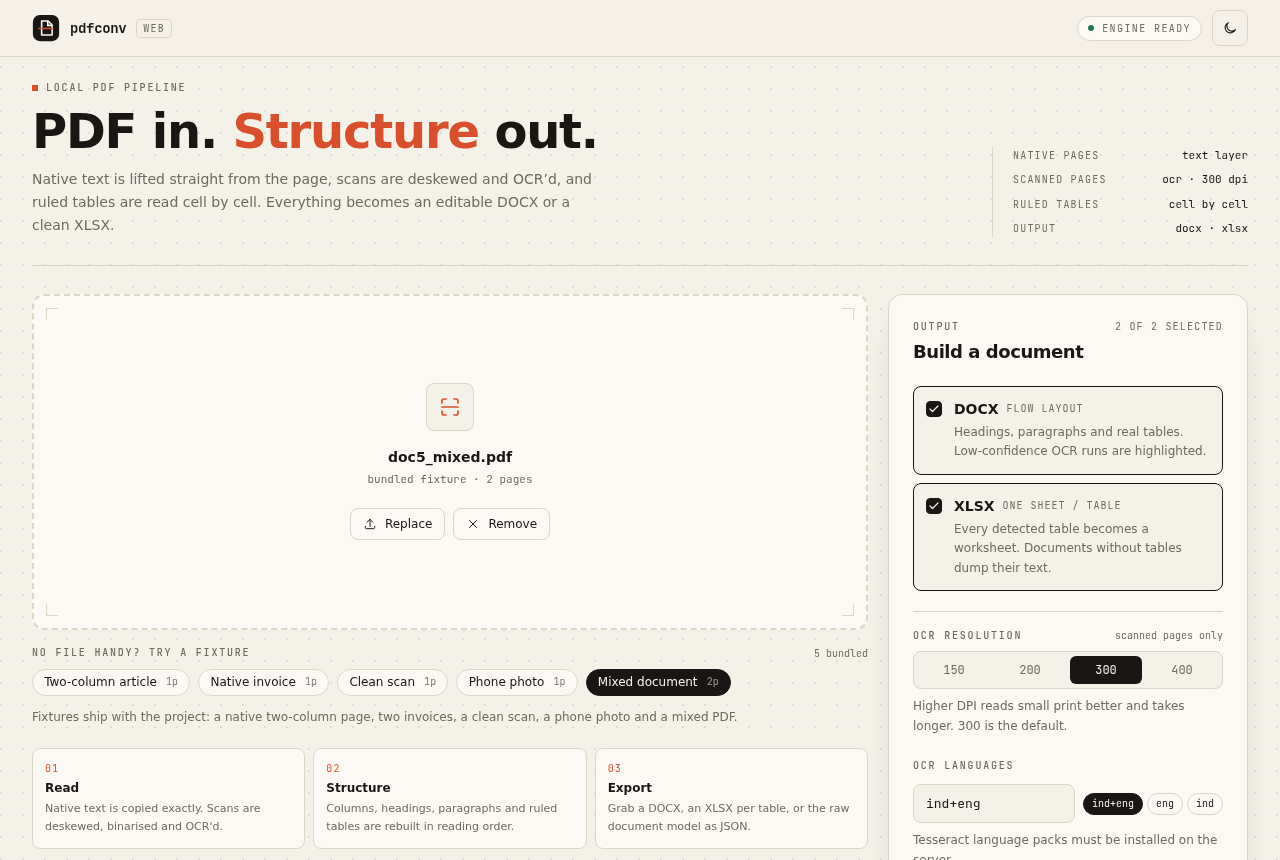 pdfconv WEB
ENGINE READY
LOCAL PDF PIPELINE
PDF in. Structure out.
Native text is lifted straight from the page, scans are deskewed and OCR’d, and
ruled tables are read cell by cell. Everything becomes an editable DOCX or a
clean XLSX.
NATIVE PAGES text layer
SCANNED PAGES ocr · 300 dpi
RULED TABLES cell by cell
OUTPUT docx · xlsx
doc5_mixed.pdf
bundled fixture · 2 pages
Replace Remove
NO FILE HANDY? TRY A FIXTURE 5 bundled
Two-column article 1p Native invoice 1p Clean scan 1p Phone photo 1p Mixed document 2p
Fixtures ship with the project: a native two-column page, two invoices, a clean scan, a phone photo and a mixed PDF.
01
Read
Native text is copied exactly. Scans are
deskewed, binarised and OCR'd.
02
Structure
Columns, headings, paragraphs and ruled
tables are rebuilt in reading order.
03
Export
Grab a DOCX, an XLSX per table, or the raw
document model as JSON.
OUTPUT 2 OF 2 SELECTED
Build a document
DOCX FLOW LAYOUT
Headings, paragraphs and real tables.
Low-confidence OCR runs are highlighted.
XLSX ONE SHEET / TABLE
Every detected table becomes a
worksheet. Documents without tables
dump their text.
OCR RESOLUTION scanned pages only
150 200 300 400
Higher DPI reads small print better and takes
longer. 300 is the default.
OCR LANGUAGES
ind+eng ind+eng eng ind
Tesseract language packs must be installed on the
server.